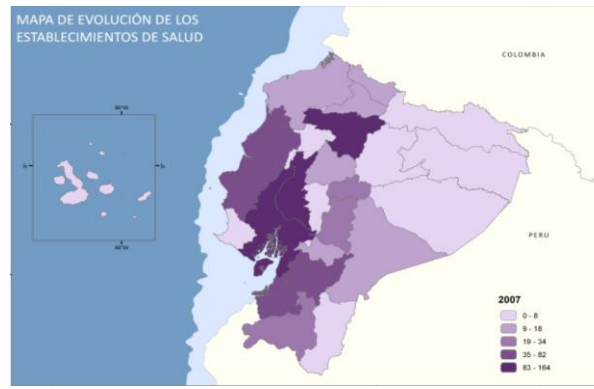 MAPA DE EVOLUCIÓN DE LOS
ESTABLECIMIENTOS DE SALUD
COLOMBIA
PERU
2007
0 - 8
9 - 18
19 - 34
35 - 82
83 - 164